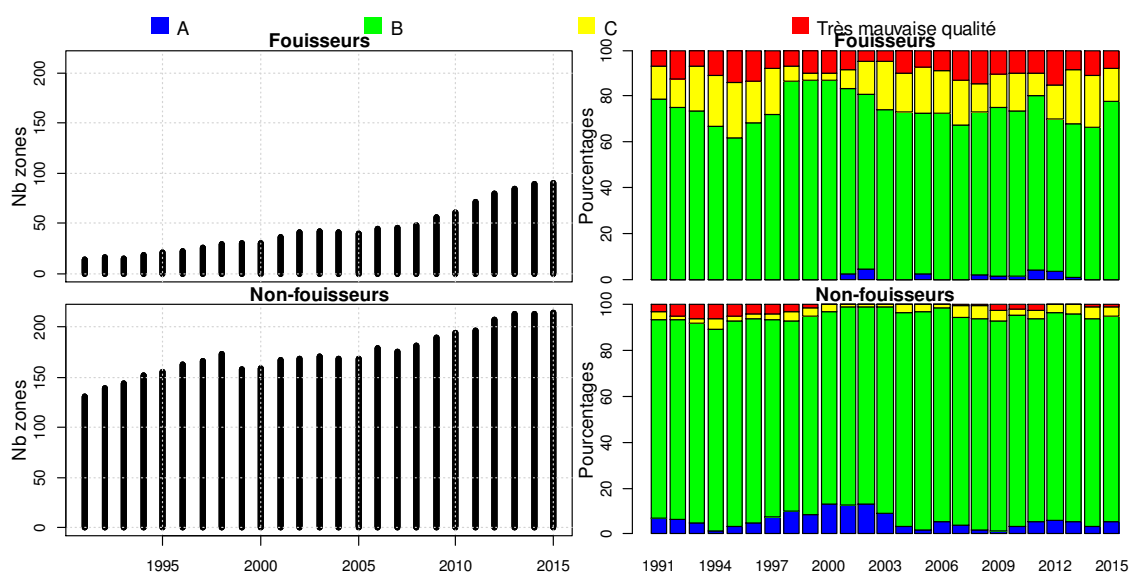 A B C Très mauvaise qualité
Fouisseurs
Nb zones
0 50 100 150 200
Fouisseurs
Pourcentages
0 20 40 60 80 100
Non-fouisseurs
Nb zones
0 50 100 150 200
1995 2000 2005 2010 2015
Non-fouisseurs
Pourcentages
0 20 40 60 80 100
1991 1994 1997 2000 2003 2006 2009 2012 2015